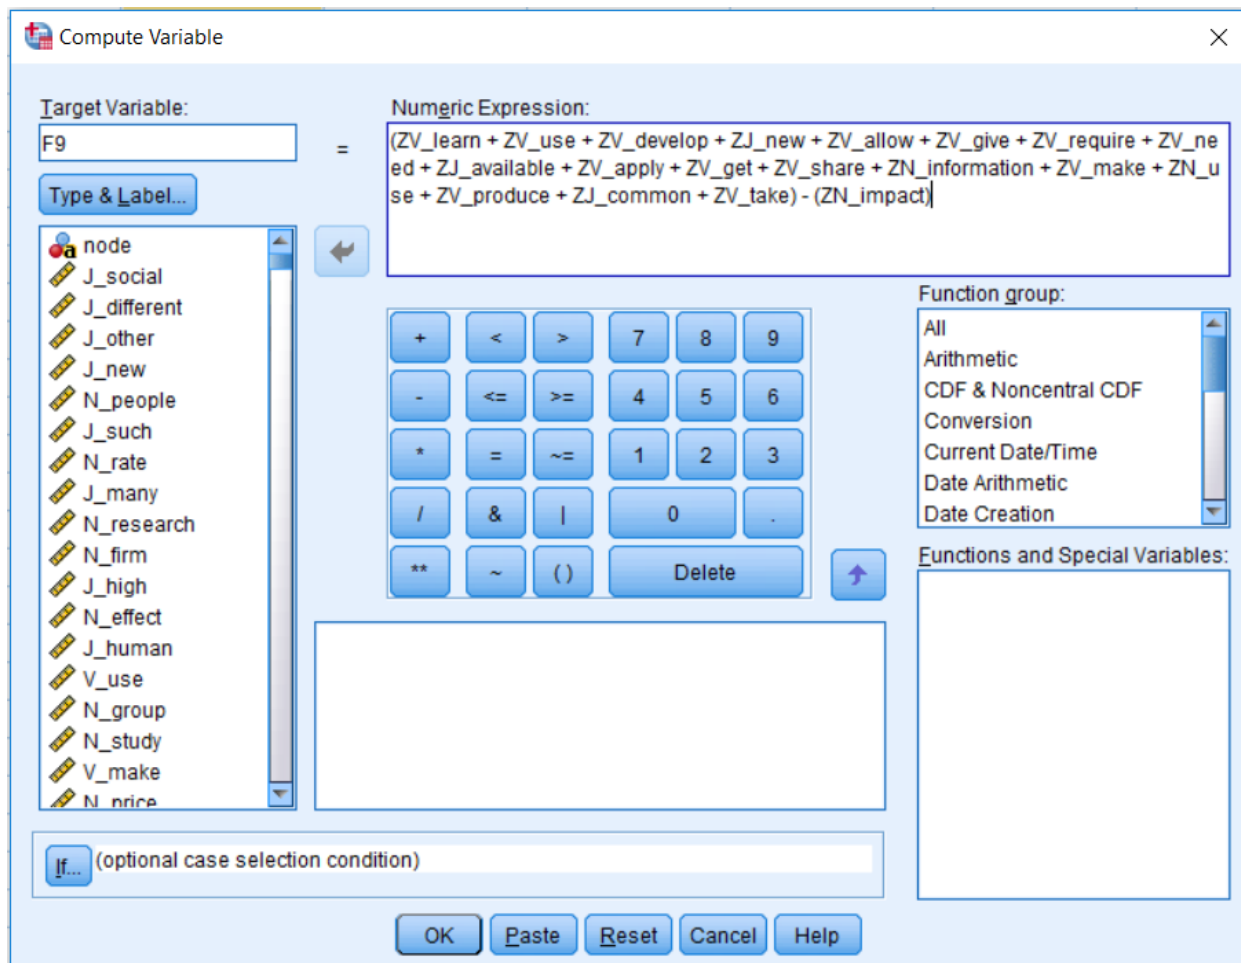 Compute Variable
Target Variable:
F9
=
Type & Label...
Numeric Expression:
(ZV_learn + ZV_use + ZV_develop + ZJ_new + ZV_allow + ZV_give + ZV_require + ZV_ne
ed + ZJ_available + ZV_apply + ZV_get + ZV_share + ZN_information + ZV_make + ZN_u
se + ZV_produce + ZJ_common + ZV_take) - (ZN_impact)
node
J_social
J_different
J_other
J_new
N_people
J_such
N_rate
J_many
N_research
N_firm
J_high
N_effect
J_human
V_use
N_group
N_study
V_make
N_price
+ < > 7 8 9
- <= >= 4 5 6
* = ~= 1 2 3
/ & | 0 .
** ~ ( ) Delete
Function group:
All
Arithmetic
CDF & Noncentral CDF
Conversion
Current Date/Time
Date Arithmetic
Date Creation
Functions and Special Variables:
If... (optional case selection condition)
OK Paste Reset Cancel Help